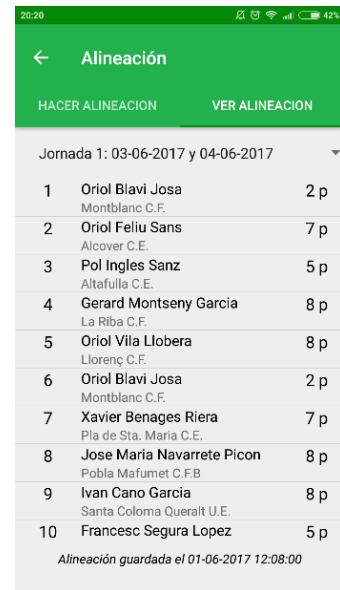 20:20 42%
Alineación
HACER ALINEACION VER ALINEACION
Jornada 1: 03-06-2017 y 04-06-2017
1 Oriol Blavi Josa 2 p
Montblanc C.F.
2 Oriol Feliu Sans 7 p
Alcover C.E.
3 Pol Ingles Sanz 5 p
Altafulla C.E.
4 Gerard Montseny Garcia 8 p
La Riba C.F.
5 Oriol Vila Llobera 8 p
Llorenç C.F.
6 Oriol Blavi Josa 2 p
Montblanc C.F.
7 Xavier Benages Riera 7 p
Pla de Sta. Maria C.E.
8 Jose Maria Navarrete Picon 8 p
Pobla Mafumet C.F.B
9 Ivan Cano Garcia 8 p
Santa Coloma Queralt U.E.
10 Francesc Segura Lopez 5 p
Alineación guardada el 01-06-2017 12:08:00